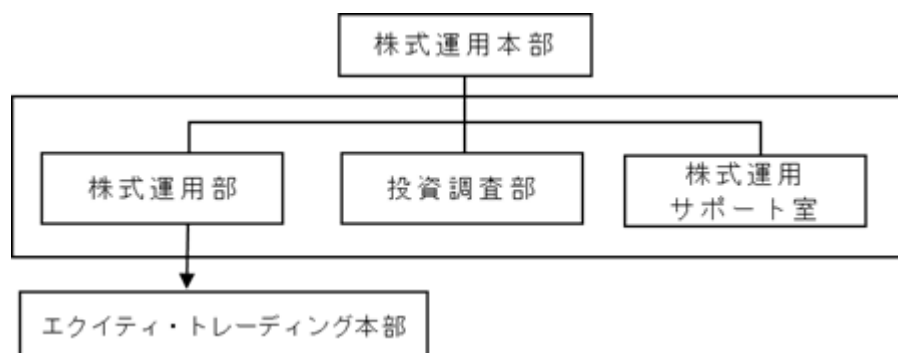 株式運用本部
株式運用部
投資調査部
株式運用
サポート室
エクイティ・トレーディング本部